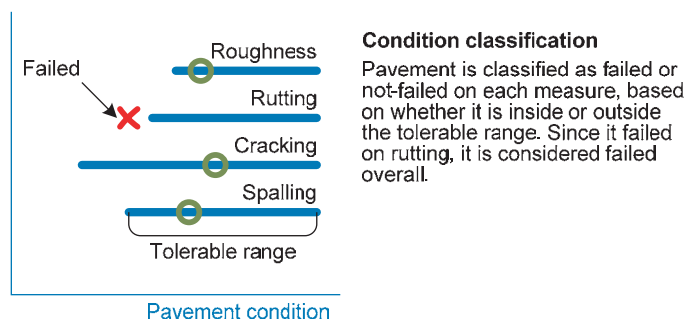 Roughness
Failed
Rutting
Cracking
Spalling
Tolerable range
Pavement condition
Condition classification
Pavement is classified as failed or
not-failed on each measure, based
on whether it is inside or outside
the tolerable range. Since it failed
on rutting, it is considered failed
overall.